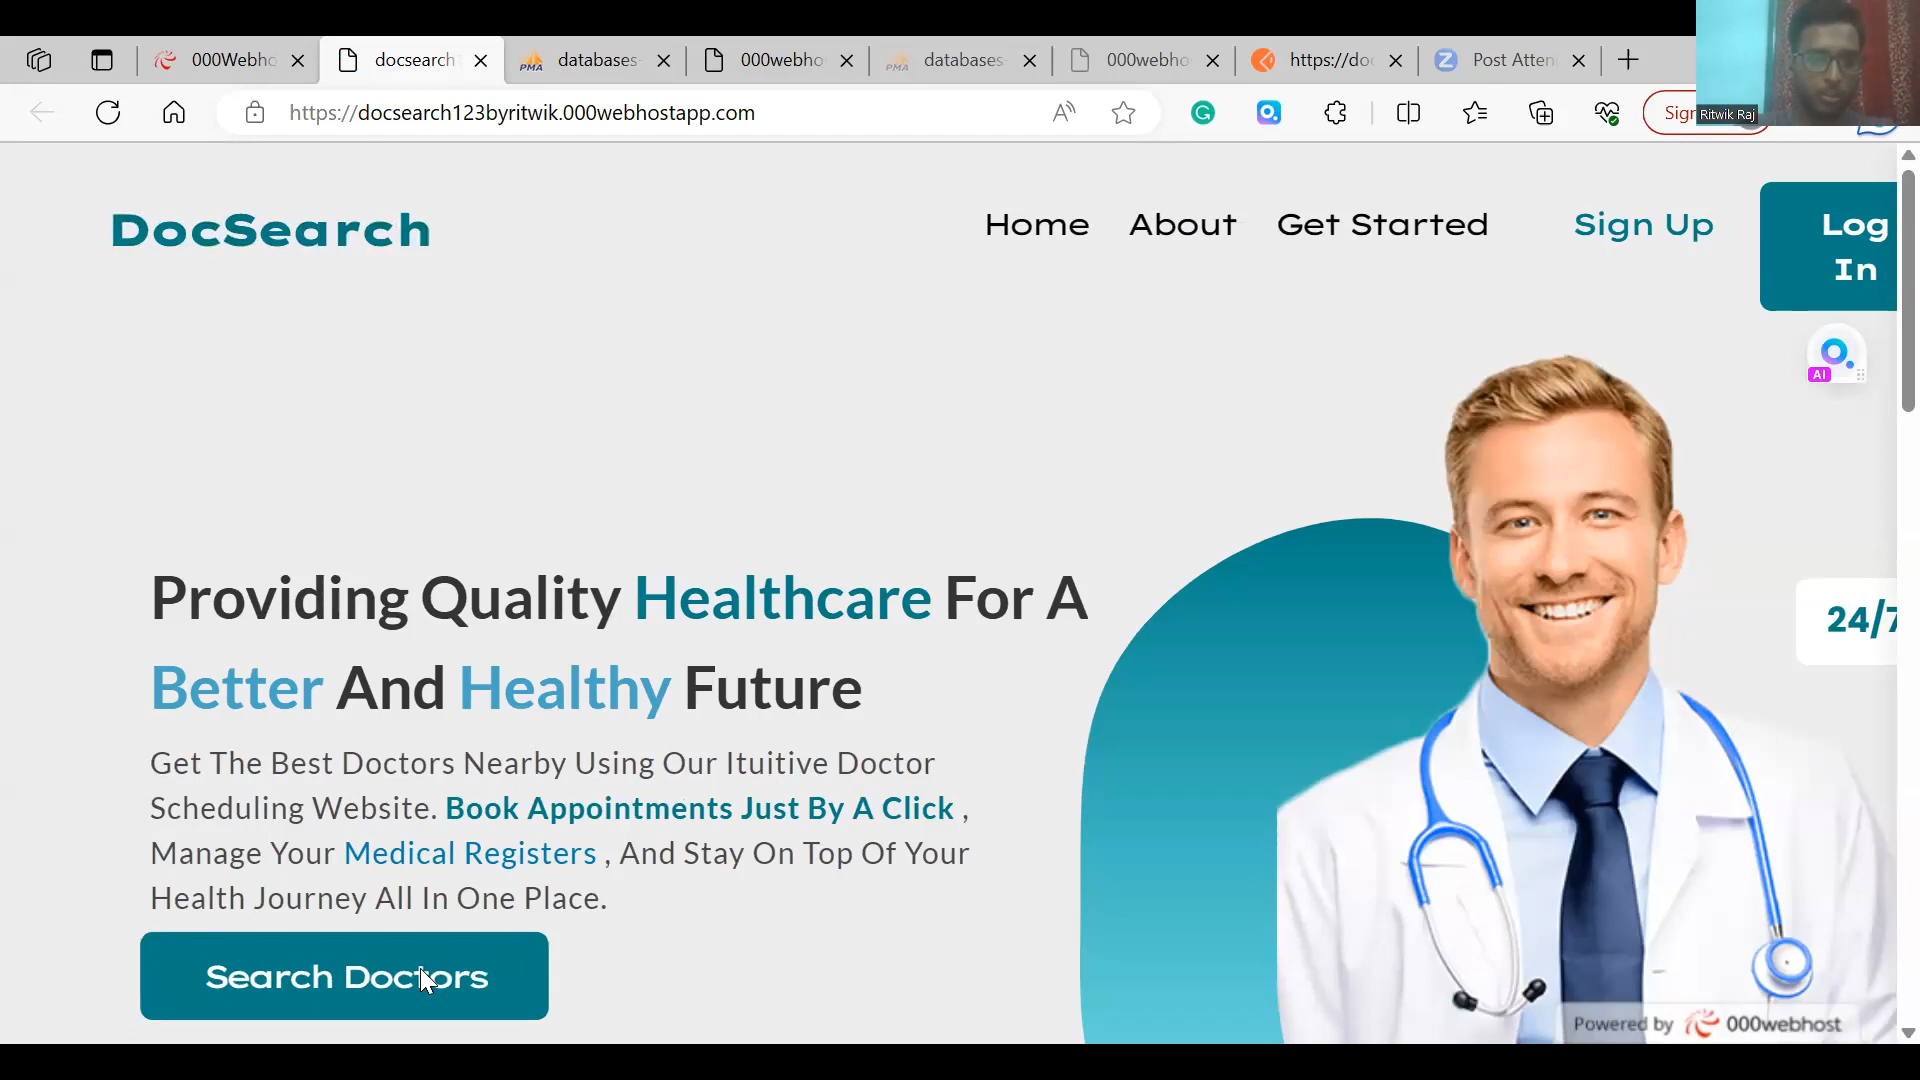 000Webho
docsearch
databases-
000webho
databases-
000webho
https://doc
Post Atten
https://docsearch123byritwik.000webhostapp.com
Sign
Ritwik Raj
DocSearch
Home About Get Started Sign Up Log In
AI
Providing Quality Healthcare For A
Better And Healthy Future
24/7
Get The Best Doctors Nearby Using Our Ituitive Doctor
Scheduling Website. Book Appointments Just By A Click ,
Manage Your Medical Registers , And Stay On Top Of Your
Health Journey All In One Place.
Search Doctors
Powered by 000webhost